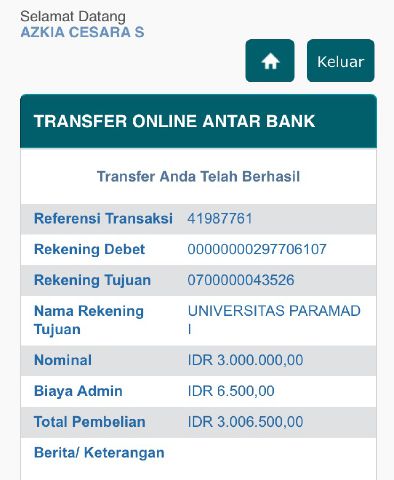 Selamat Datang
AZKIA CESARA S
Keluar
TRANSFER ONLINE ANTAR BANK
Transfer Anda Telah Berhasil
Referensi Transaksi 41987761
Rekening Debet 00000000297706107
Rekening Tujuan 0700000043526
Nama Rekening UNIVERSITAS PARAMAD
Tujuan I
Nominal IDR 3.000.000,00
Biaya Admin IDR 6.500,00
Total Pembelian IDR 3.006.500,00
Berita/ Keterangan